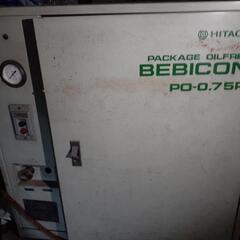 HITAC
PACKAGE OILFRE
BEBICON
PO-0.75P